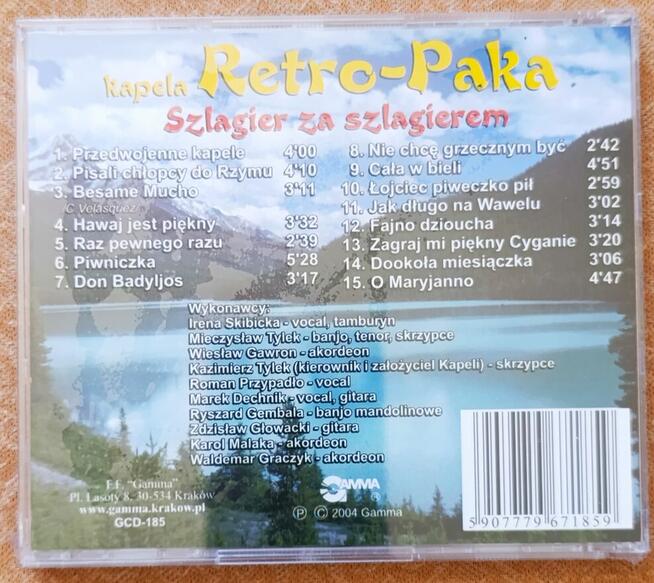 kapela Retro-Paka
Szlagier za szlagierem
1. Przedwojenne kapele 4'00
2. Pisali chłopcy do Rzymu 4'10
3. Besame Mucho 3'11
/C Velasquez/
4. Hawaj jest piękny 3'32
5. Raz pewnego razu 2'39
6. Piwniczka 5'28
7. Don Badyljos 3'17
8. Nie chcę grzecznym być 2'42
9. Cała w bieli 4'51
10. Łojciec piweczko pił 2'59
11. Jak długo na Wawelu 3'02
12. Fajno dzioucha 3'14
13. Zagraj mi piękny Cyganie 3'20
14. Dookoła miesiączka 3'06
15. O Maryjanno 4'47
Wykonawcy:
Irena Skibicka - vocal, tamburyn
Mieczysław Tylek - banjo, tenor, skrzypce
Wiesław Gawron - akordeon
Kazimierz Tylek (kierownik i założyciel Kapeli) - skrzypce
Roman Przypadło - vocal
Marek Dechnik - vocal, gitara
Ryszard Gembala - banjo mandolinowe
Zdzisław Głowacki - gitara
Karol Malaka - akordeon
Waldemar Graczyk - akordeon
F.F. "Gamma"
Pl. Lasoty 8, 30-534 Kraków
www.gamma.krakow.pl
GCD-185
GAMMA
®
Ⓟ © 2004 Gamma
5 907779 671859